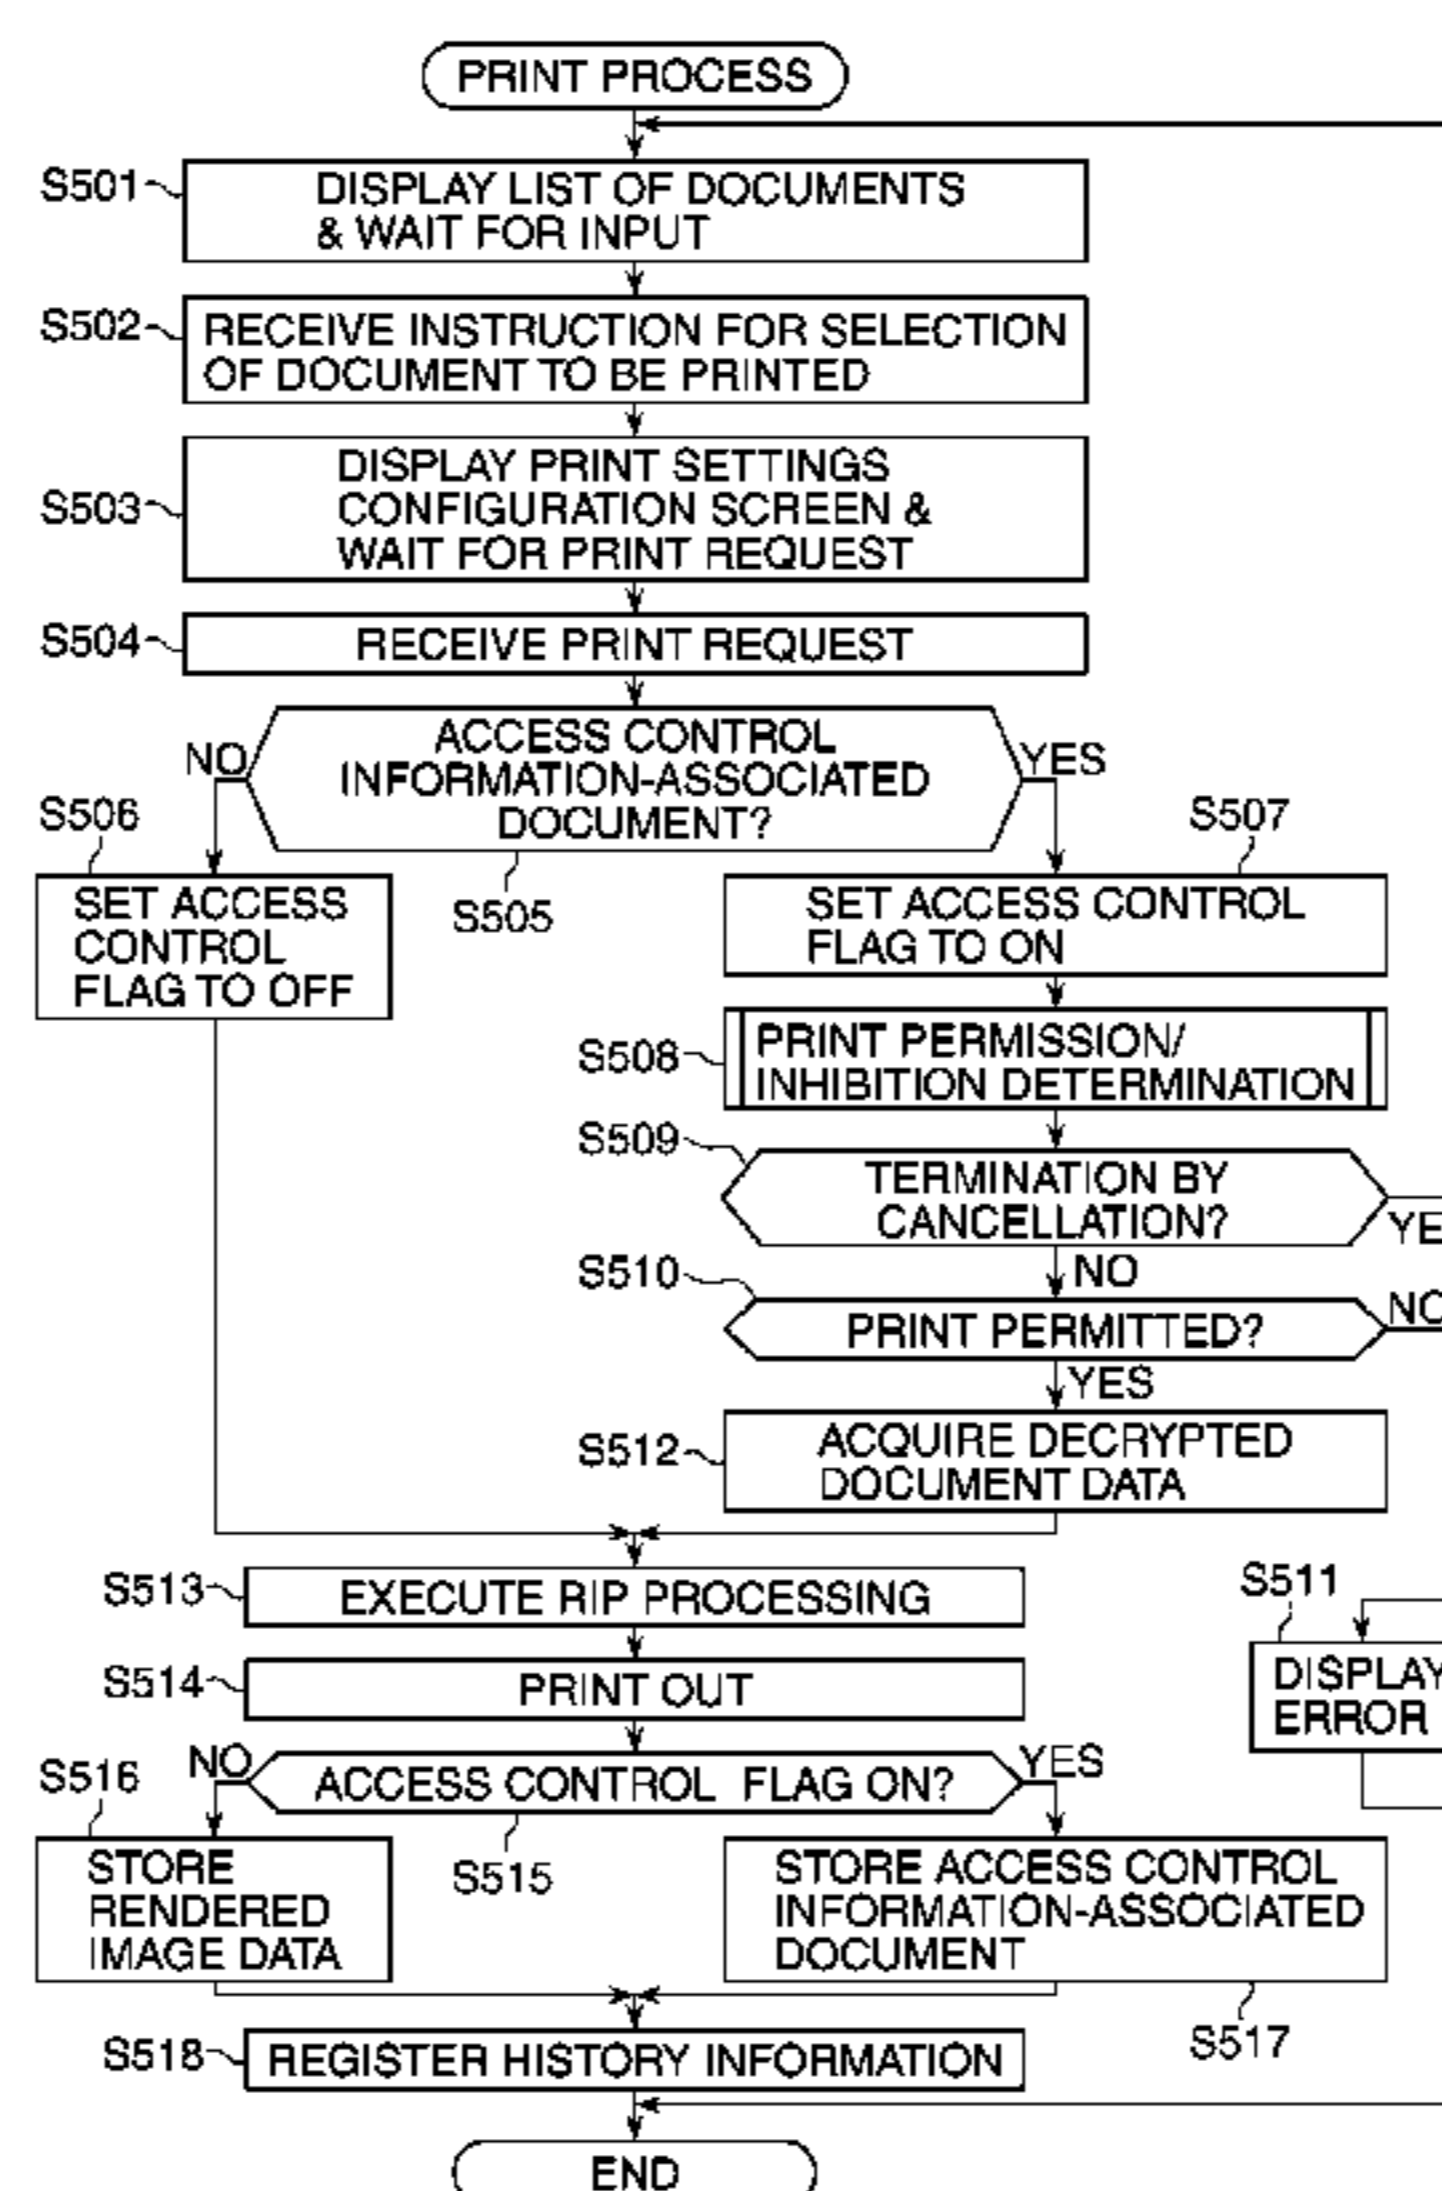 PRINT PROCESS
S501
DISPLAY LIST OF DOCUMENTS
& WAIT FOR INPUT
S502
RECEIVE INSTRUCTION FOR SELECTION
OF DOCUMENT TO BE PRINTED
S503
DISPLAY PRINT SETTINGS
CONFIGURATION SCREEN &
WAIT FOR PRINT REQUEST
S504
RECEIVE PRINT REQUEST
NO
ACCESS CONTROL
INFORMATION-ASSOCIATED
DOCUMENT?
YES
S505
S506
SET ACCESS
CONTROL
FLAG TO OFF
S507
SET ACCESS CONTROL
FLAG TO ON
S508
PRINT PERMISSION/
INHIBITION DETERMINATION
S509
TERMINATION BY
CANCELLATION?
YE
NO
S510
PRINT PERMITTED?
NO
YES
S512
ACQUIRE DECRYPTED
DOCUMENT DATA
S513
EXECUTE RIP PROCESSING
S511
DISPLAY
ERROR
S514
PRINT OUT
NO
ACCESS CONTROL FLAG ON?
YES
S515
S516
STORE
RENDERED
IMAGE DATA
STORE ACCESS CONTROL
INFORMATION-ASSOCIATED
DOCUMENT
S517
S518
REGISTER HISTORY INFORMATION
END